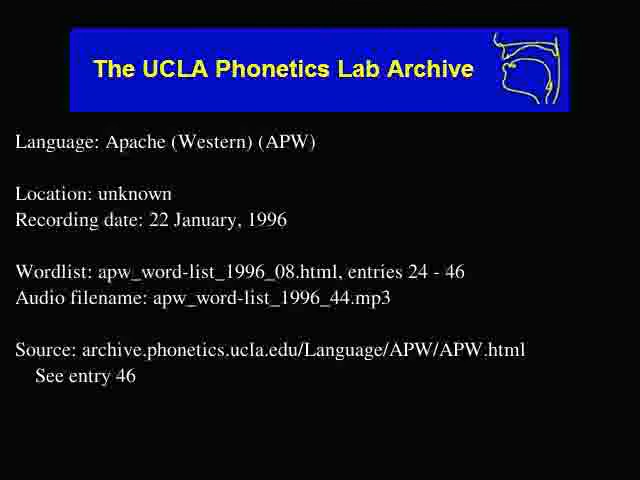 The UCLA Phonetics Lab Archive
Language: Apache (Western) (APW)
Location: unknown
Recording date: 22 January, 1996
Wordlist: apw_word-list_1996_08.html, entries 24 - 46
Audio filename: apw_word-list_1996_44.mp3
Source: archive.phonetics.ucla.edu/Language/APW/APW.html
See entry 46